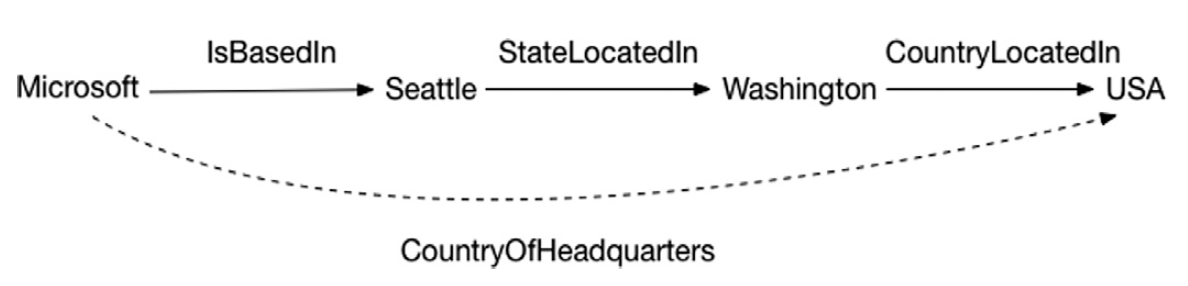 IsBasedIn StateLocatedIn CountryLocatedIn
Microsoft Seattle Washington USA
CountryOfHeadquarters